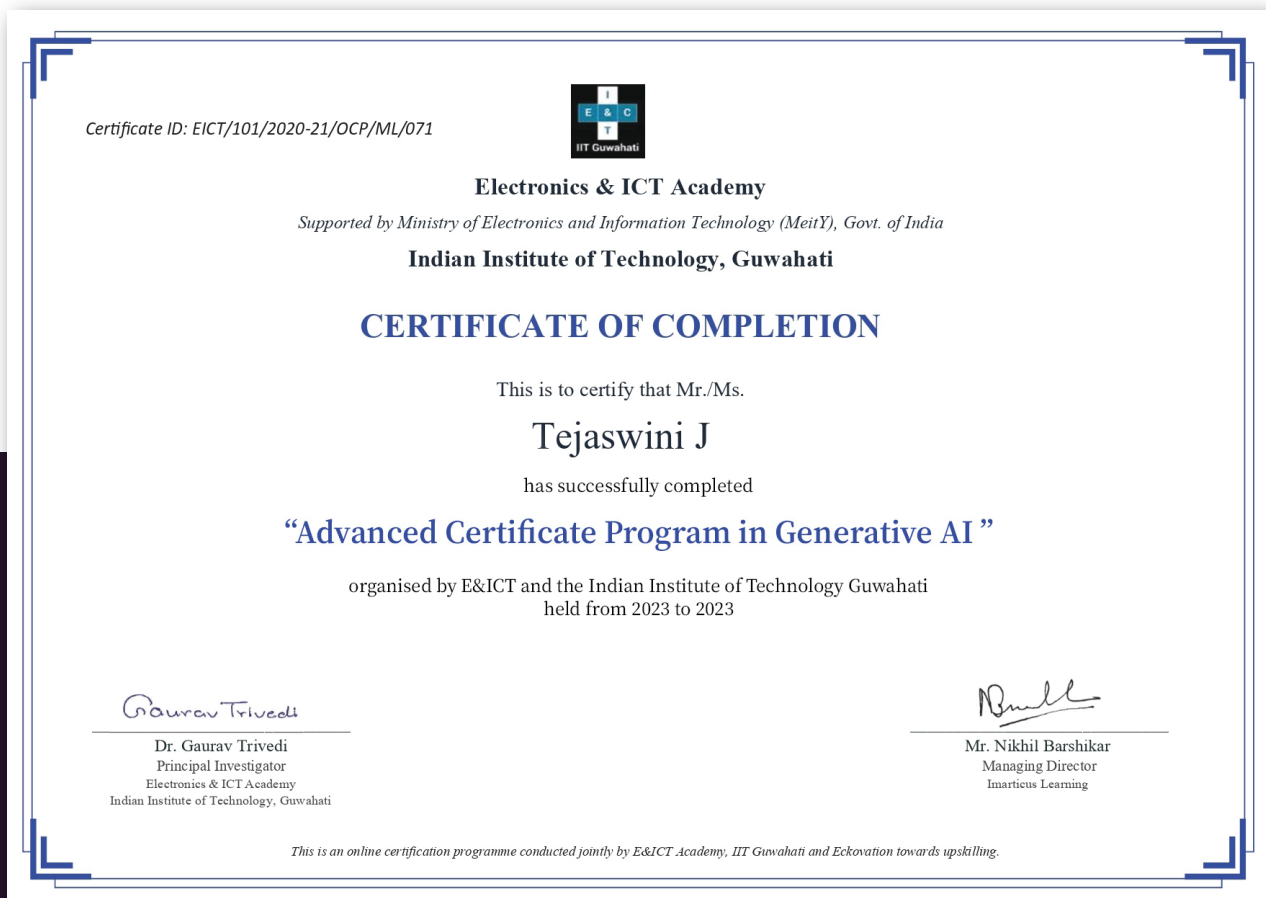 Certificate ID: EICT/101/2020-21/OCP/ML/071
I
E & C
T
IIT Guwahati
Electronics & ICT Academy
Supported by Ministry of Electronics and Information Technology (MeitY), Govt. of India
Indian Institute of Technology, Guwahati
CERTIFICATE OF COMPLETION
This is to certify that Mr./Ms.
Tejaswini J
has successfully completed
“Advanced Certificate Program in Generative AI ”
organised by E&ICT and the Indian Institute of Technology Guwahati
held from 2023 to 2023
Gaurav Trivedi
Dr. Gaurav Trivedi
Principal Investigator
Electronics & ICT Academy
Indian Institute of Technology, Guwahati
Mr. Nikhil Barshikar
Managing Director
Imarticus Learning
This is an online certification programme conducted jointly by E&ICT Academy, IIT Guwahati and Eckovation towards upskilling.